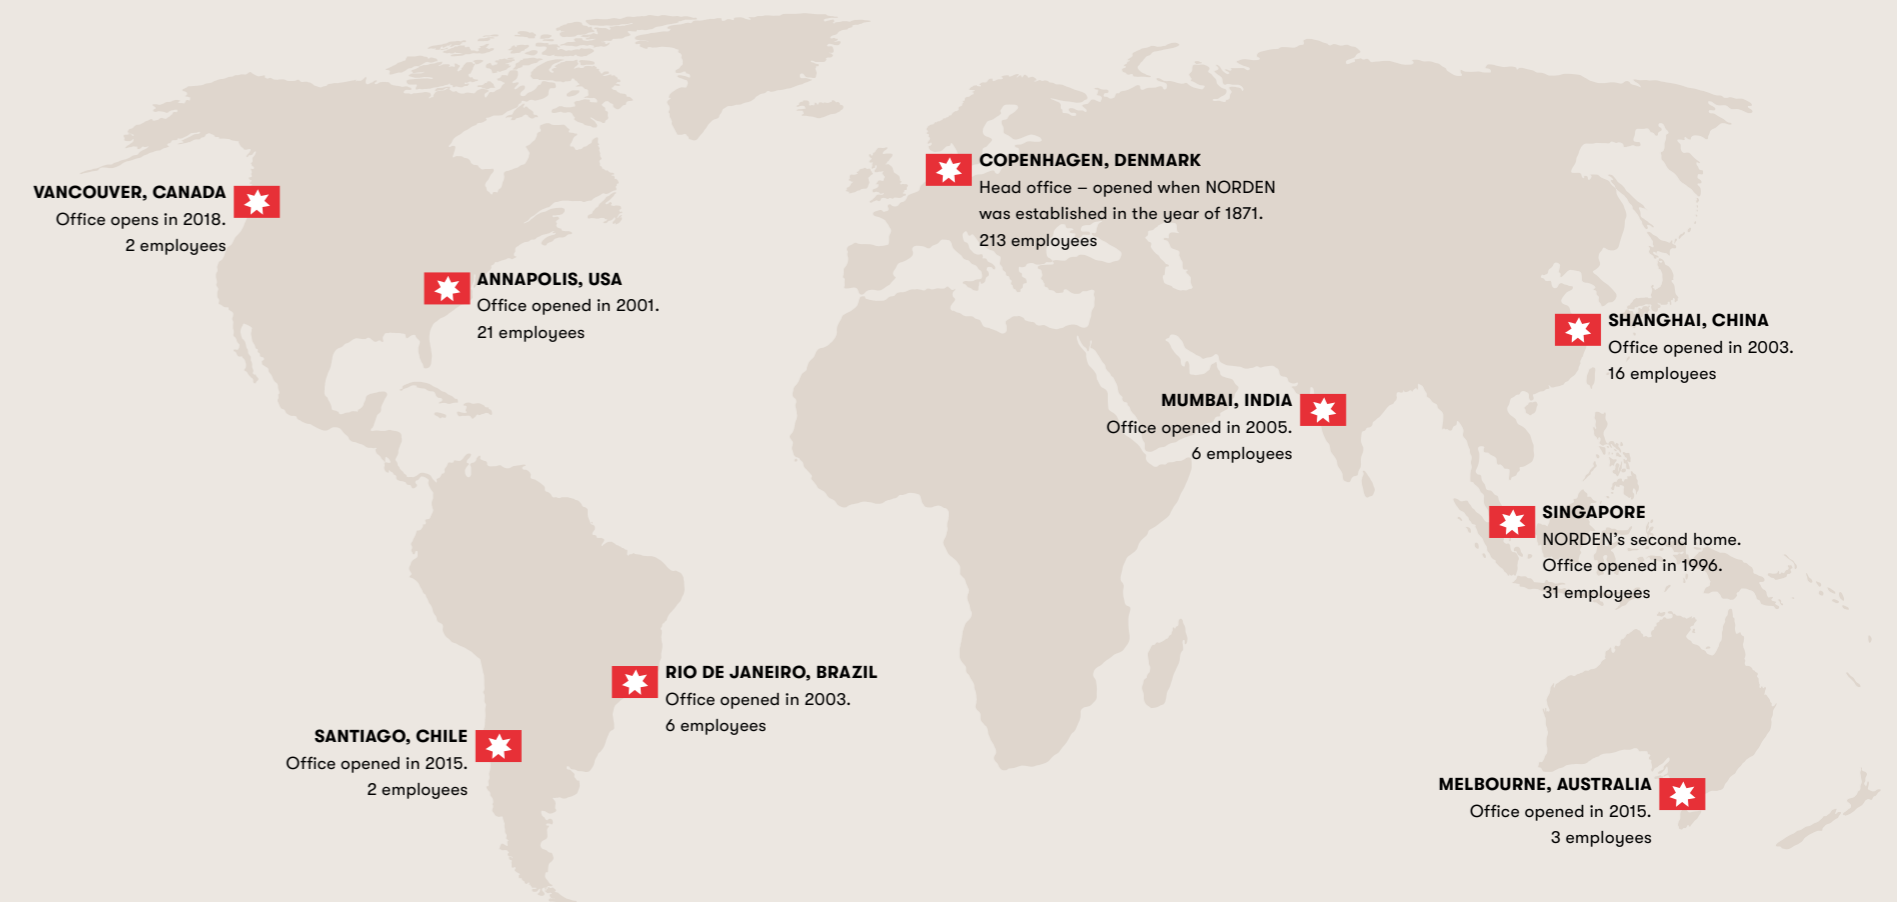 COPENHAGEN, DENMARK
Head office – opened when NORDEN
was established in the year of 1871.
213 employees
VANCOUVER, CANADA
Office opens in 2018.
2 employees
ANNAPOLIS, USA
Office opened in 2001.
21 employees
SHANGHAI, CHINA
Office opened in 2003.
16 employees
MUMBAI, INDIA
Office opened in 2005.
6 employees
SINGAPORE
NORDEN’s second home.
Office opened in 1996.
31 employees
RIO DE JANEIRO, BRAZIL
Office opened in 2003.
6 employees
SANTIAGO, CHILE
Office opened in 2015.
2 employees
MELBOURNE, AUSTRALIA
Office opened in 2015.
3 employees